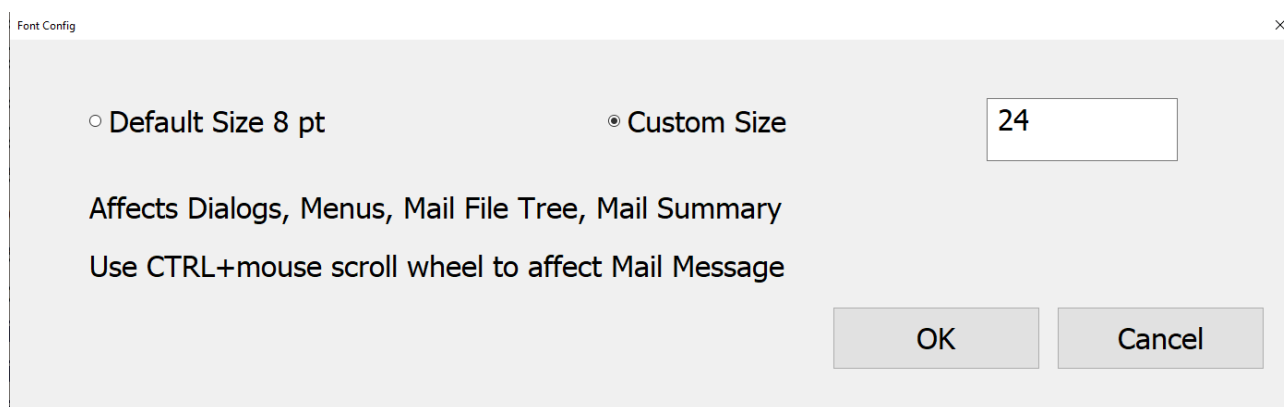 Font Config
Default Size 8 pt Custom Size 24
Affects Dialogs, Menus, Mail File Tree, Mail Summary
Use CTRL+mouse scroll wheel to affect Mail Message
OK Cancel